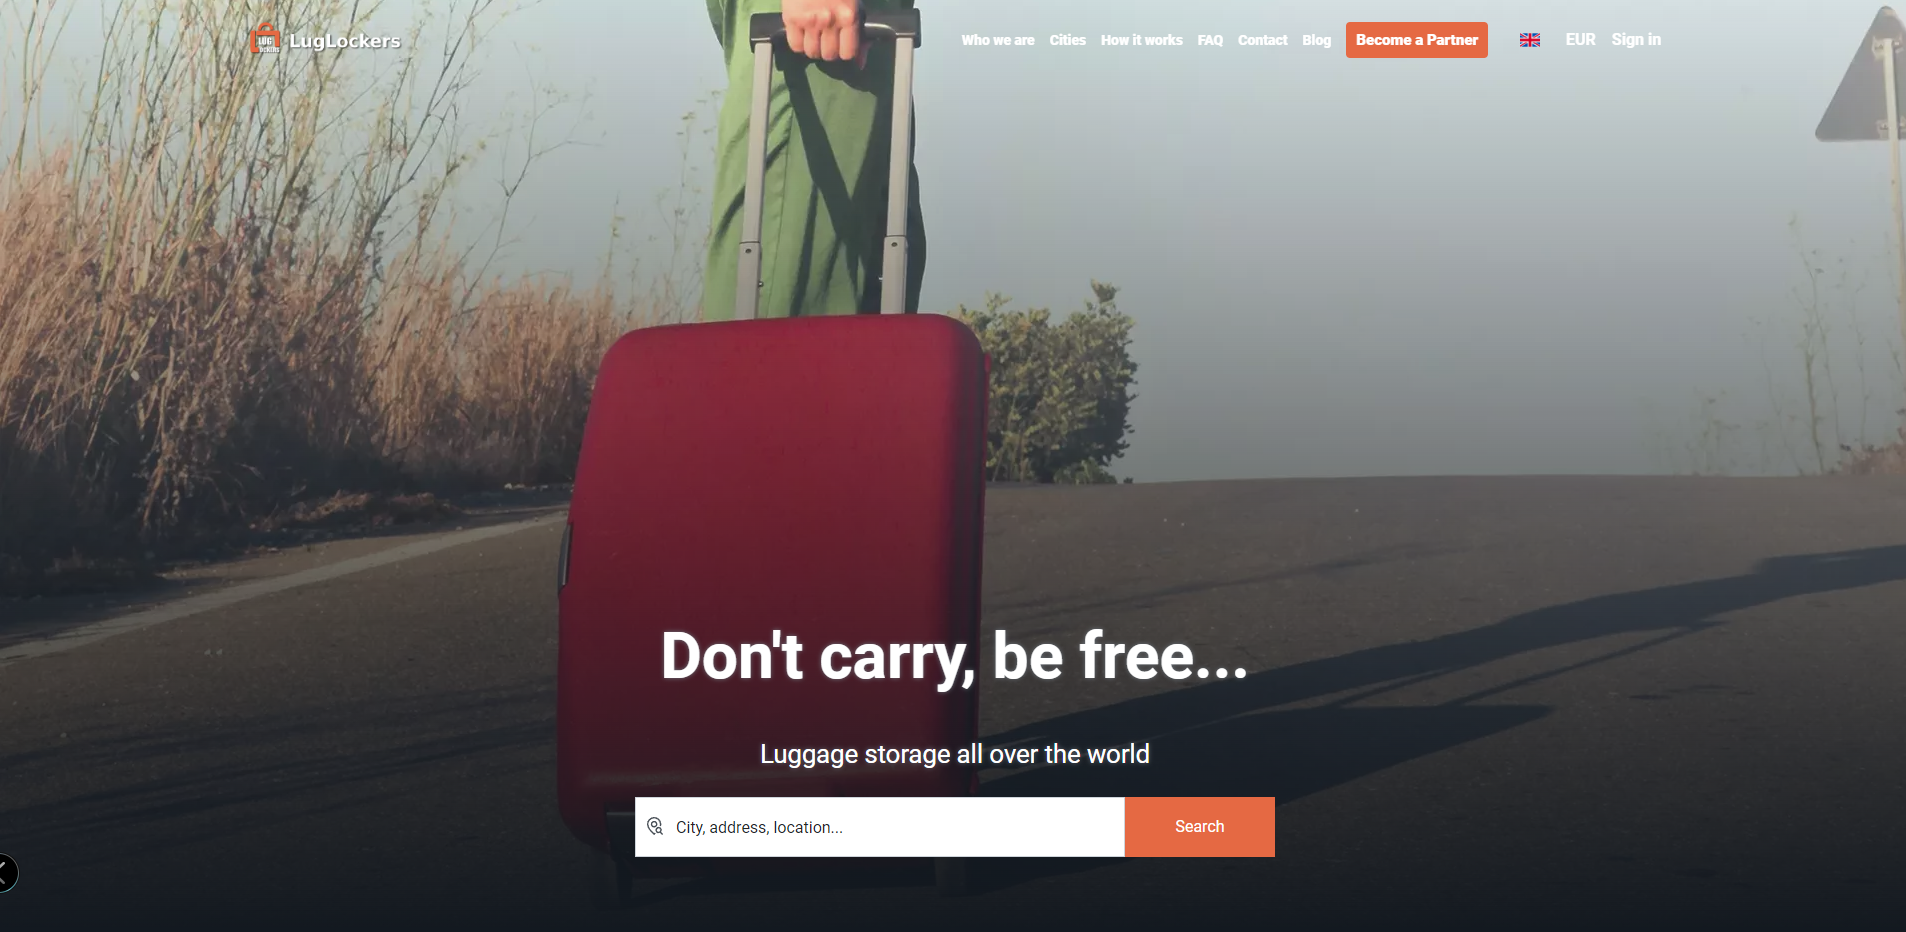 LugLockers
Who we are Cities How it works FAQ Contact Blog Become a Partner EUR Sign in
Don't carry, be free...
Luggage storage all over the world
City, address, location...
Search